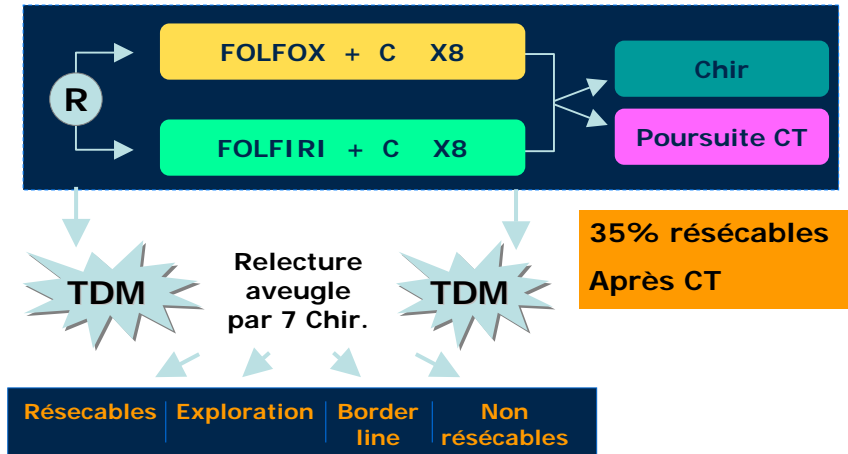 FOLFOX + C X8
R
FOLFIRI + C X8
Chir
Poursuite CT
TDM
Relecture
aveugle
par 7 Chir.
TDM
35% résécables
Après CT
Résecables
Exploration
Border
line
Non
résécables